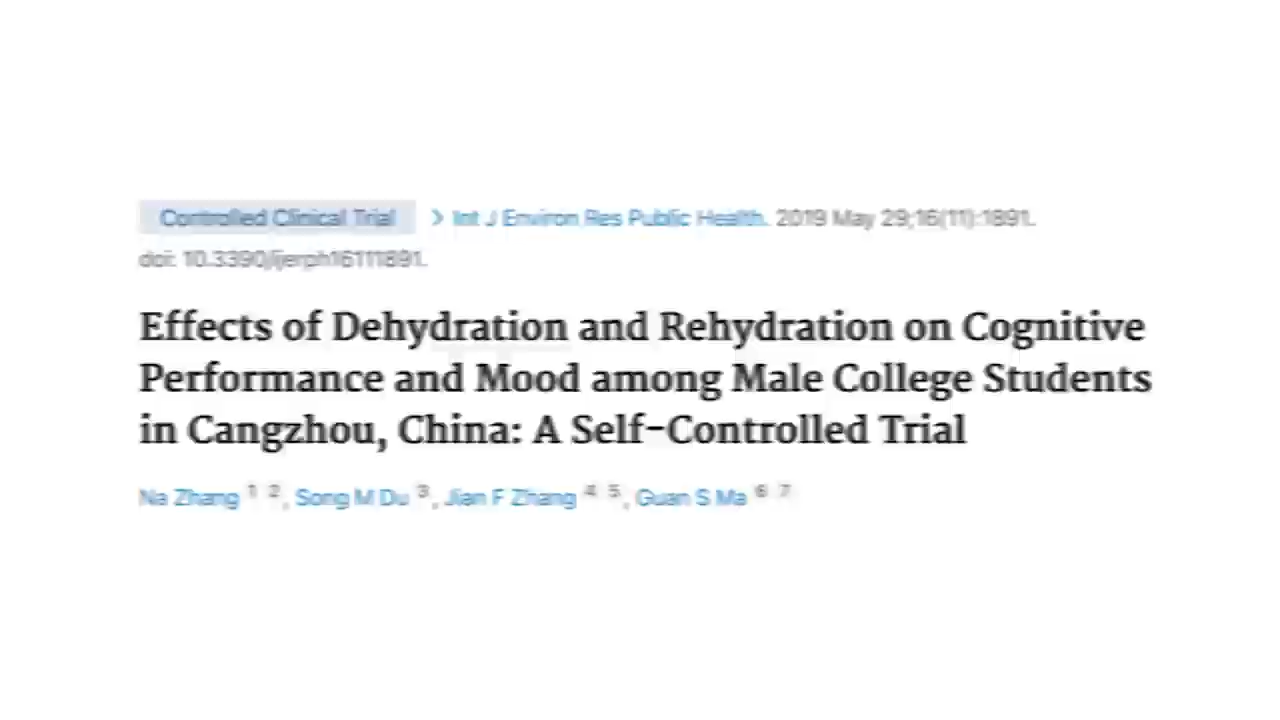 Controlled Clinical Trial > Int J Environ Res Public Health. 2019 May 29;16(11):1891.
doi: 10.3390/ijerph16111891.
Effects of Dehydration and Rehydration on Cognitive
Performance and Mood among Male College Students
in Cangzhou, China: A Self-Controlled Trial
Na Zhang 1 2, Song M Du 3, Jian F Zhang 4 5, Guan S Ma 6 7